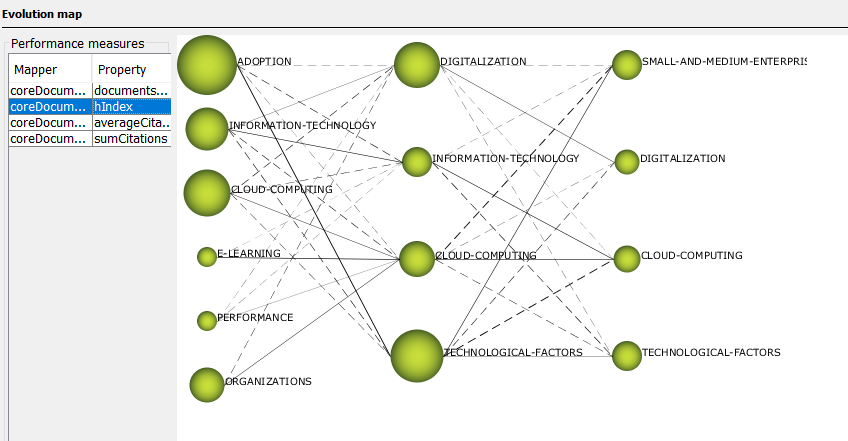 Evolution map
Performance measures
Mapper Property
coreDocum... documents...
coreDocum... hIndex
coreDocum... averageCita...
coreDocum... sumCitations
ADOPTION DIGITALIZATION SMALL-AND-MEDIUM-ENTERPRIS
INFORMATION-TECHNOLOGY
INFORMATION-TECHNOLOGY DIGITALIZATION
CLOUD-COMPUTING
E-LEARNING CLOUD-COMPUTING CLOUD-COMPUTING
PERFORMANCE
TECHNOLOGICAL-FACTORS TECHNOLOGICAL-FACTORS
ORGANIZATIONS